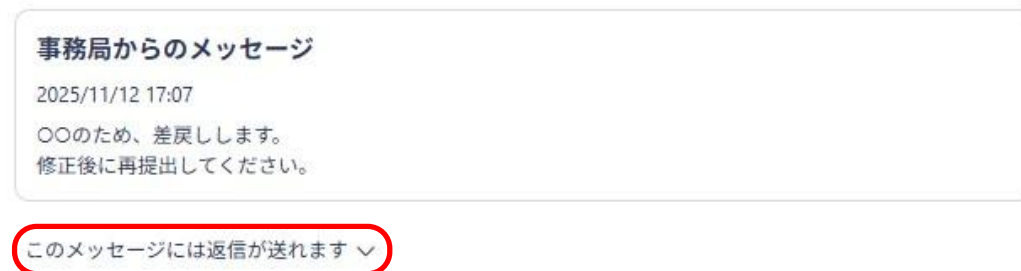 事務局からのメッセージ
2025/11/12 17:07
〇〇のため、差戻しします。
修正後に再提出してください。
このメッセージには返信が送れます